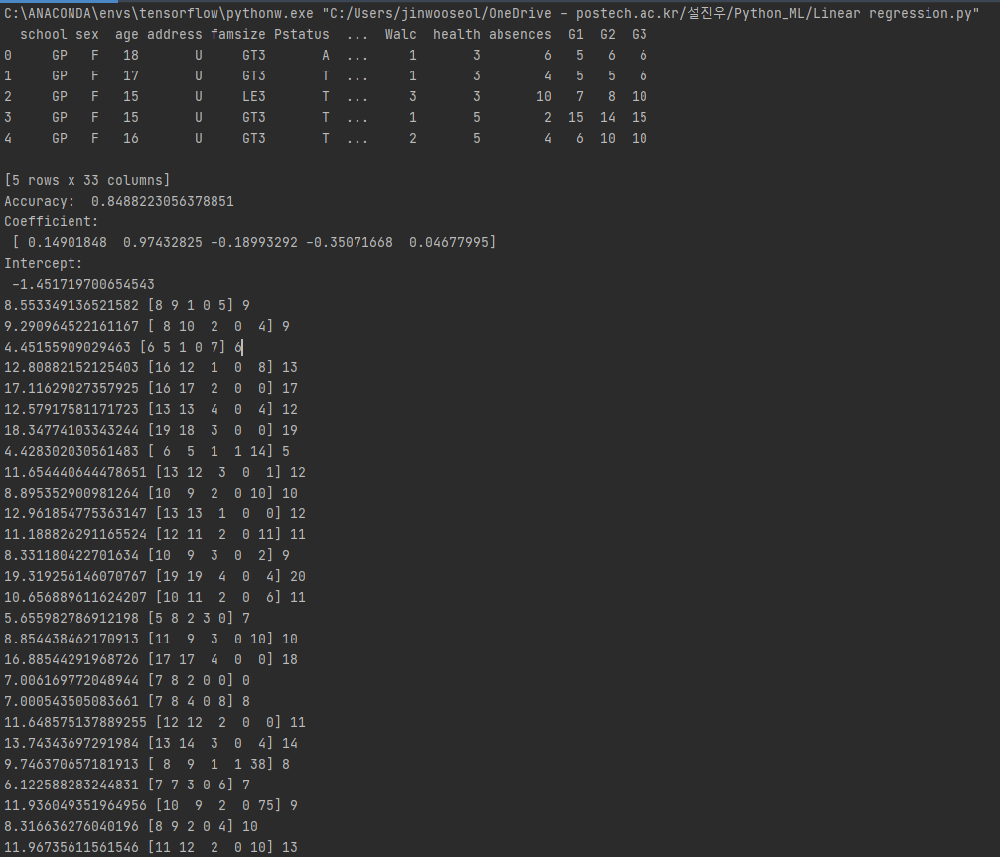 C:\ANACONDA\envs\tensorflow\pythonw.exe "C:/Users/jinwooseol/OneDrive - postech.ac.kr/설진우/Python_ML/Linear regression.py"
  school sex  age address famsize Pstatus  ...  Walc  health absences  G1  G2  G3
0     GP   F   18       U     GT3       A  ...     1       3        6   5   6   6
1     GP   F   17       U     GT3       T  ...     1       3        4   5   5   6
2     GP   F   15       U     LE3       T  ...     3       3       10   7   8  10
3     GP   F   15       U     GT3       T  ...     1       5        2  15  14  15
4     GP   F   16       U     GT3       T  ...     2       5        4   6  10  10
[5 rows x 33 columns]
Accuracy:  0.8488223056378851
Coefficient:
 [ 0.14901848  0.97432825 -0.18993292 -0.35071668  0.04677995]
Intercept:
 -1.451719700654543
8.553349136521582 [8 9 1 0 5] 9
9.290964522161167 [ 8 10  2  0  4] 9
4.45155909029463 [6 5 1 0 7] 6
12.80882152125403 [16 12  1  0  8] 13
17.11629027357925 [16 17  2  0  0] 17
12.57917581171723 [13 13  4  0  4] 12
18.34774103343244 [19 18  3  0  0] 19
4.428302030561483 [ 6  5  1  1 14] 5
11.654440644478651 [13 12  3  0  1] 12
8.895352900981264 [10  9  2  0 10] 10
12.961854775363147 [13 13  1  0  0] 12
11.188826291165524 [12 11  2  0 11] 11
8.331180422701634 [10  9  3  0  2] 9
19.319256146070767 [19 19  4  0  4] 20
10.656889611624207 [10 11  2  0  6] 11
5.655982786912198 [5 8 2 3 0] 7
8.854438462170913 [11  9  3  0 10] 10
16.88544291968726 [17 17  4  0  0] 18
7.006169772048944 [7 8 2 0 0] 0
7.000543505083661 [7 8 4 0 8] 8
11.648575137889255 [12 12  2  0  0] 11
13.74343697291984 [13 14  3  0  4] 14
9.746370657181913 [ 8  9  1  1 38] 8
6.122588283244831 [7 7 3 0 6] 7
11.936049351964956 [10  9  2  0 75] 9
8.316636276040196 [8 9 2 0 4] 10
11.96735611561546 [11 12  2  0 10] 13